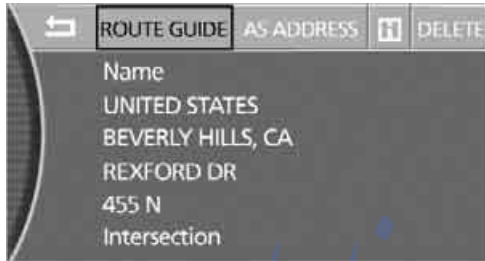 ROUTE GUIDE AS ADDRESS i DELETE
Name
UNITED STATES
BEVERLY HILLS, CA
REXFORD DR
455 N
Intersection